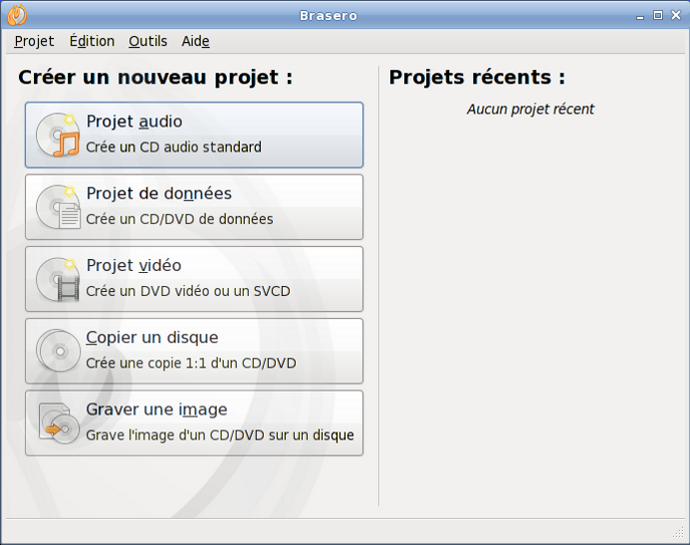 Brasero
Projet Édition Outils Aide
Créer un nouveau projet :
Projet audio
Crée un CD audio standard
Projet de données
Crée un CD/DVD de données
Projet vidéo
Crée un DVD vidéo ou un SVCD
Copier un disque
Crée une copie 1:1 d'un CD/DVD
Graver une image
Grave l'image d'un CD/DVD sur un disque
Projets récents :
Aucun projet récent